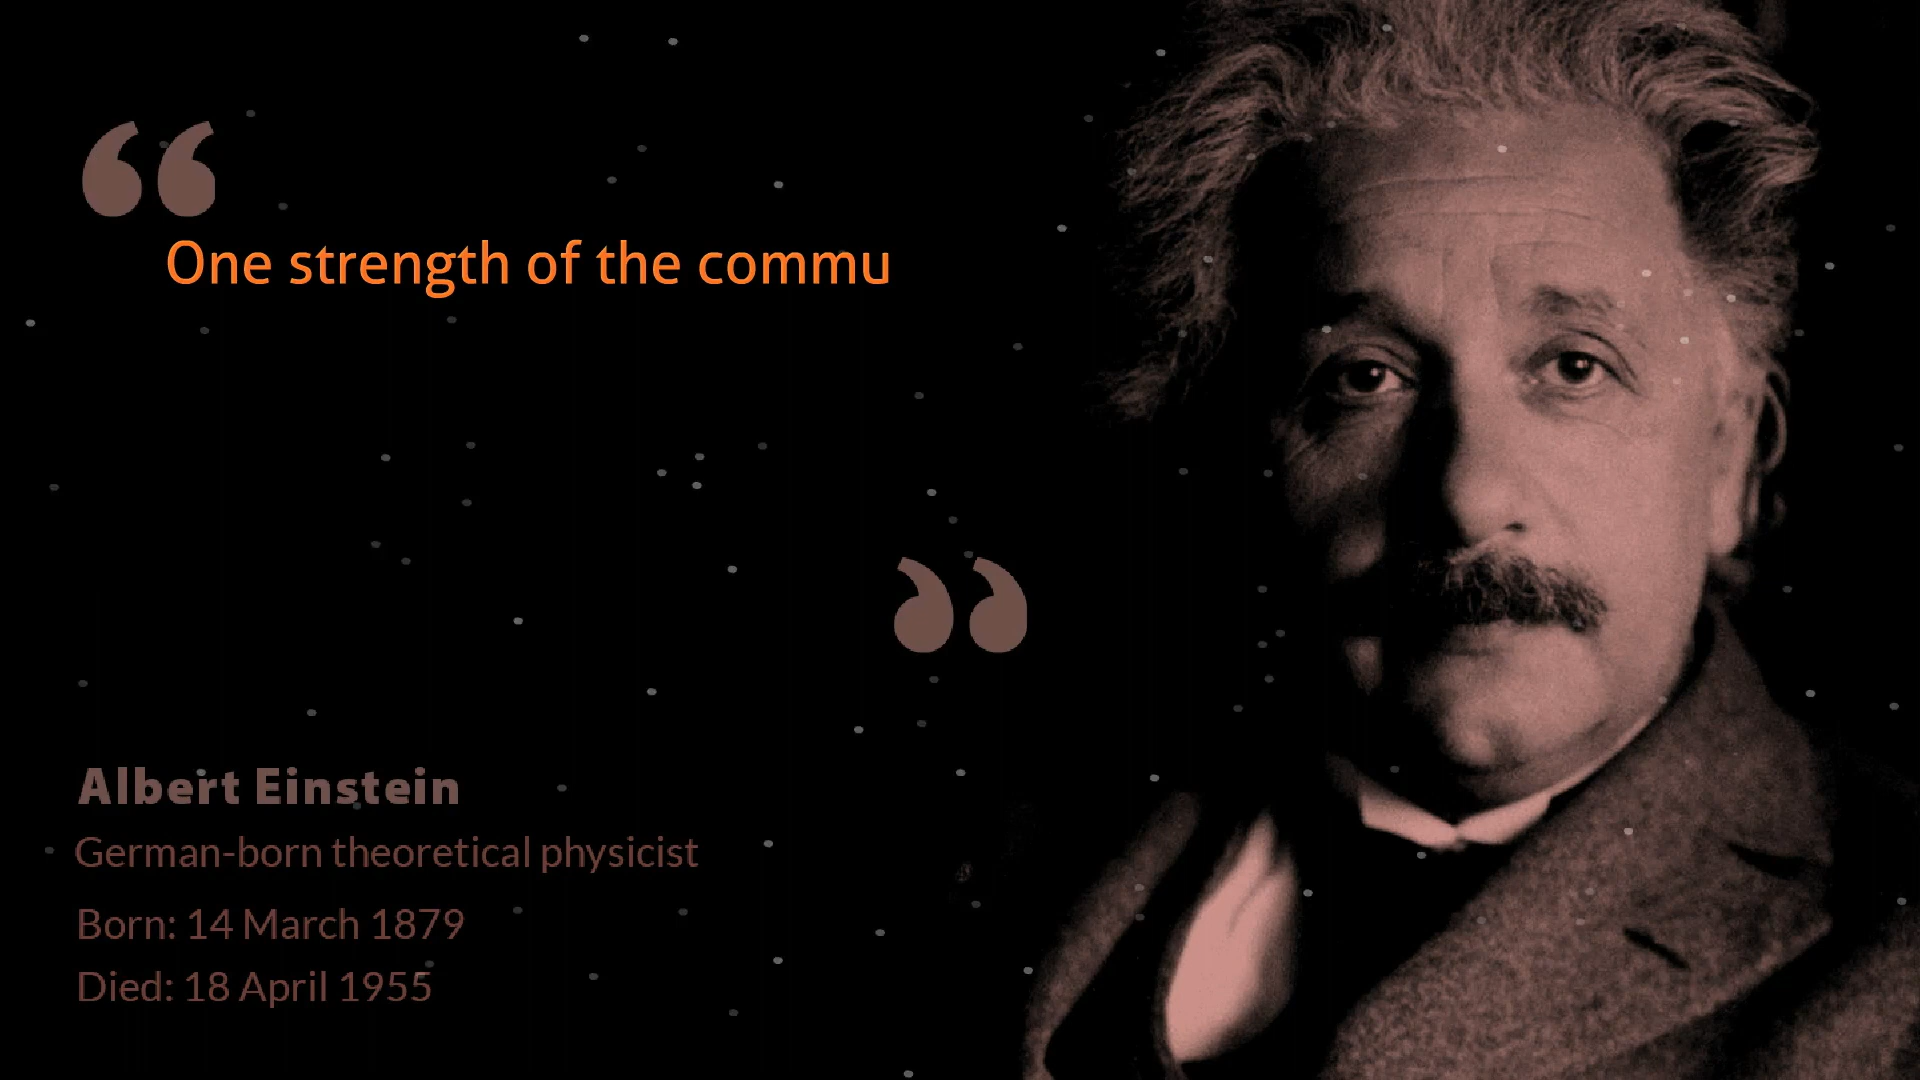 “
One strength of the commu
”
Albert Einstein
German-born theoretical physicist
Born: 14 March 1879
Died: 18 April 1955